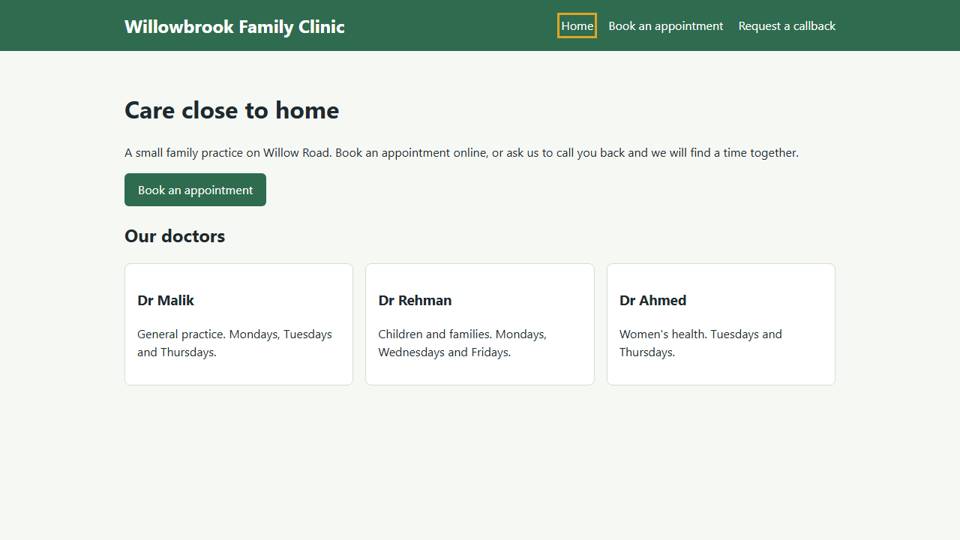 Willowbrook Family Clinic
Home
Book an appointment
Request a callback
Care close to home
A small family practice on Willow Road. Book an appointment online, or ask us to call you back and we will find a time together.
Book an appointment
Our doctors
Dr Malik
General practice. Mondays, Tuesdays
and Thursdays.
Dr Rehman
Children and families. Mondays,
Wednesdays and Fridays.
Dr Ahmed
Women's health. Tuesdays and
Thursdays.